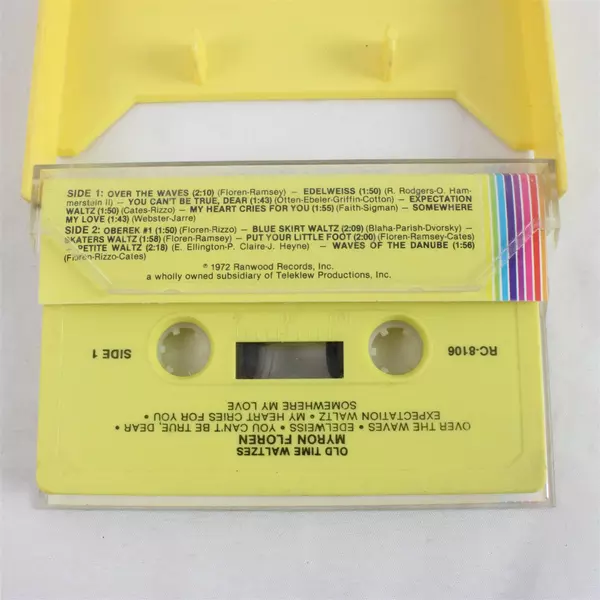 SIDE 1: OVER THE WAVES (2:10) (Floren-Ramsey) — EDELWEISS (1:50) (R. Rodgers-O. Ham-
merstein II) — YOU CAN'T BE TRUE, DEAR (1:43) (Otten-Ebeler-Griffin-Cotton) — EXPECTATION
WALTZ (1:50) (Cates-Rizzo) — MY HEART CRIES FOR YOU (1:55) (Faith-Sigman) — SOMEWHERE
MY LOVE (1:43) (Webster-Jarre)
SIDE 2: OBEREK #1 (1:50) (Floren-Rizzo) — BLUE SKIRT WALTZ (2:09) (Blaha-Parish-Dvorsky) —
SKATERS WALTZ (1:58) (Floren-Ramsey) — PUT YOUR LITTLE FOOT (2:00) (Floren-Ramsey-Cates)
— PETITE WALTZ (2:18) (E. Ellington-P. Claire-J. Heyne) — WAVES OF THE DANUBE (1:56)
(Floren-Rizzo-Cates)
© 1972 Ranwood Records, Inc.
a wholly owned subsidiary of Teleklew Productions, Inc.
OLD TIME WALTZES
MYRON FLOREN
OVER THE WAVES • EDELWEISS • YOU CAN'T BE TRUE, DEAR •
EXPECTATION WALTZ • MY HEART CRIES FOR YOU •
SOMEWHERE MY LOVE
RC-8106
SIDE 1